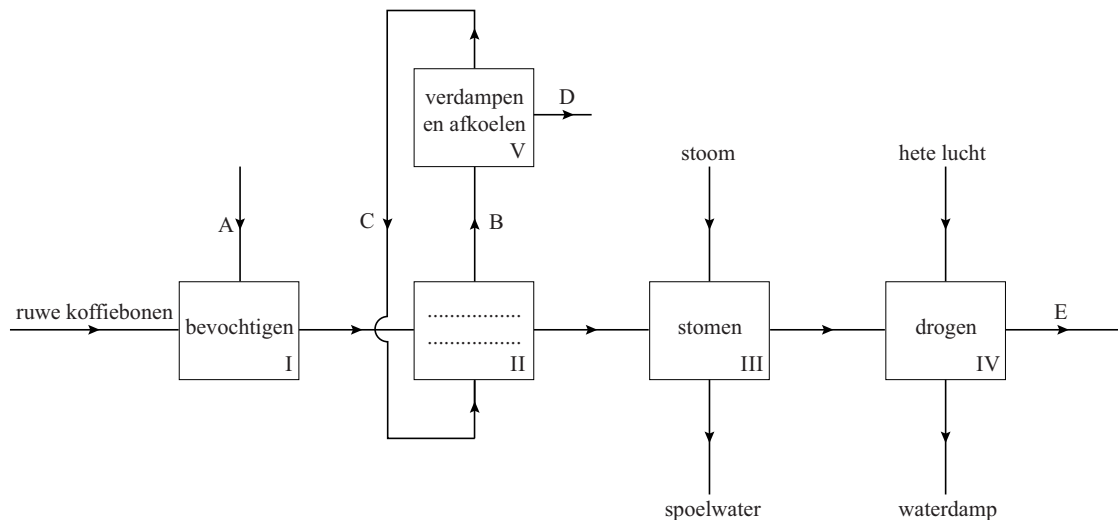 verdampen
en afkoelen
V
D
stoom
hete lucht
A
C
B
ruwe koffiebonen
bevochtigen
I
....................
....................
II
stomen
III
drogen
IV
E
spoelwater
waterdamp